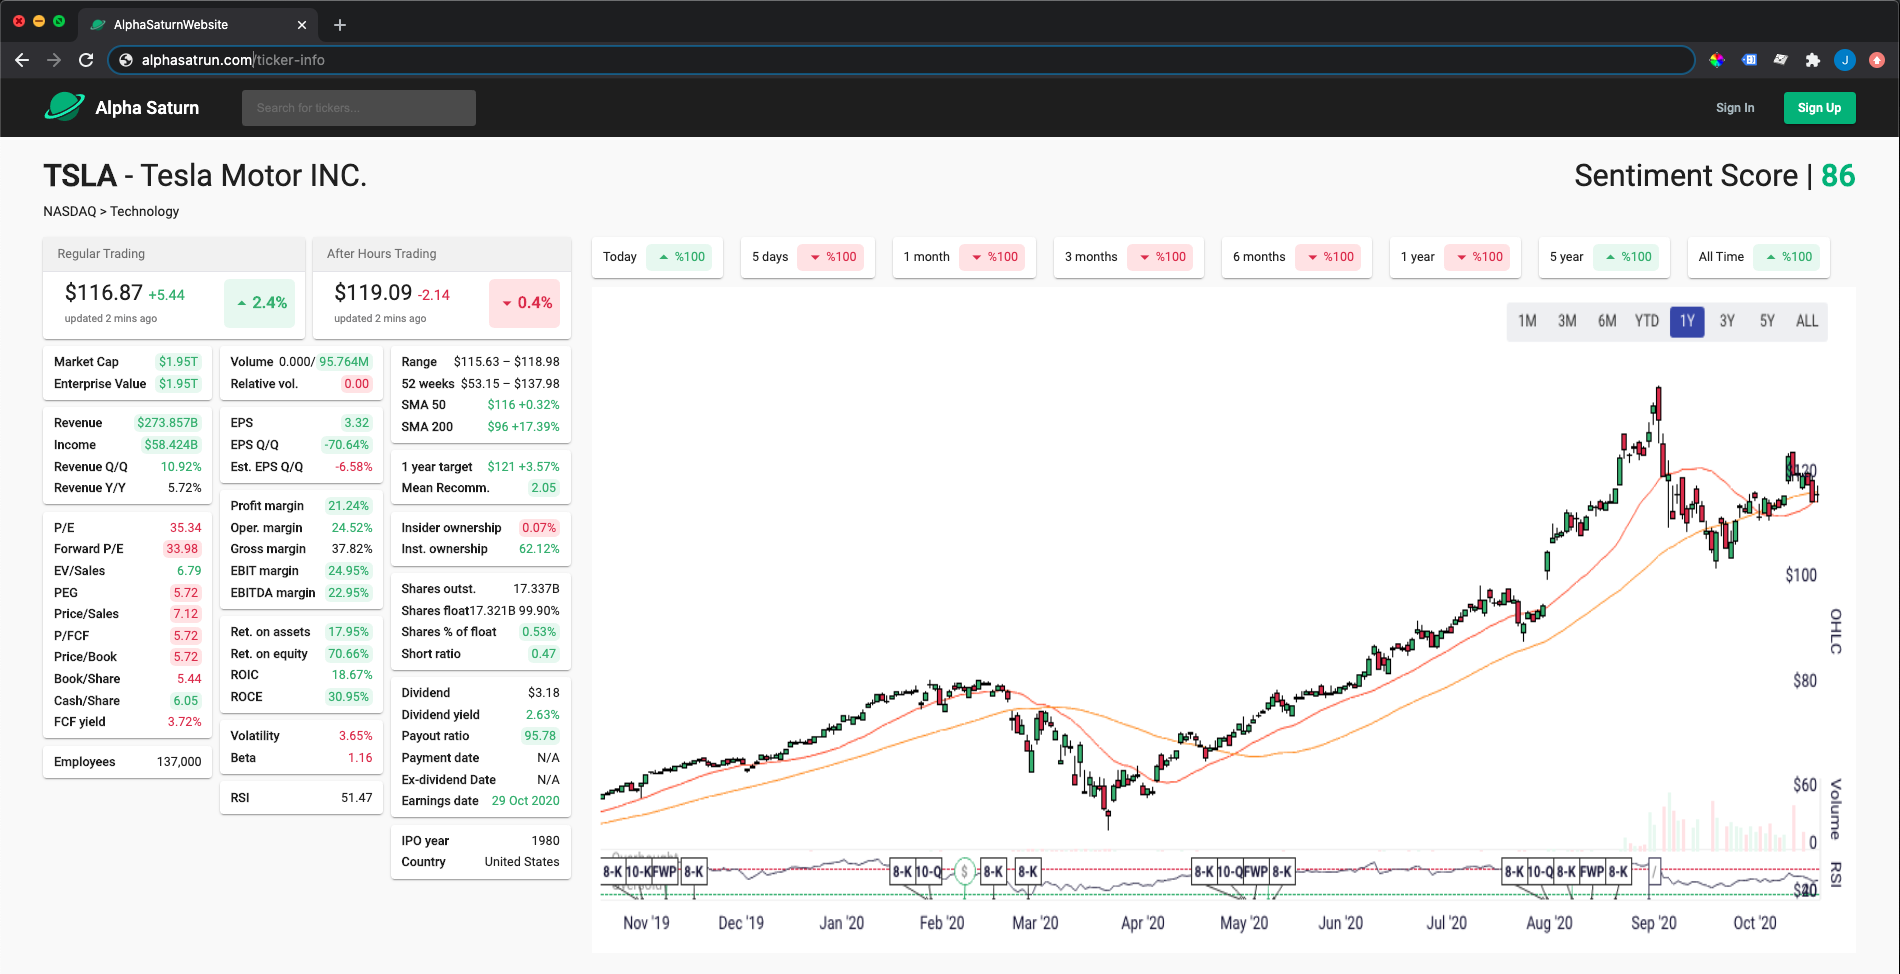 AlphaSaturnWebsite
alphasatrun.com/ticker-info
J
Alpha Saturn
Search for tickers...
Sign In
Sign Up
TSLA - Tesla Motor INC.
Sentiment Score | 86
NASDAQ > Technology
Regular Trading
$116.87 +5.44
updated 2 mins ago
2.4%
After Hours Trading
$119.09 -2.14
updated 2 mins ago
0.4%
Market Cap $1.95T
Enterprise Value $1.95T
Revenue $273.857B
Income $58.424B
Revenue Q/Q 10.92%
Revenue Y/Y 5.72%
P/E 35.34
Forward P/E 33.98
EV/Sales 6.79
PEG 5.72
Price/Sales 7.12
P/FCF 5.72
Price/Book 5.72
Book/Share 5.44
Cash/Share 6.05
FCF yield 3.72%
Employees 137,000
Volume 0.000/ 95.764M
Relative vol. 0.00
EPS 3.32
EPS Q/Q -70.64%
Est. EPS Q/Q -6.58%
Profit margin 21.24%
Oper. margin 24.52%
Gross margin 37.82%
EBIT margin 24.95%
EBITDA margin 22.95%
Ret. on assets 17.95%
Ret. on equity 70.66%
ROIC 18.67%
ROCE 30.95%
Volatility 3.65%
Beta 1.16
RSI 51.47
Range $115.63 – $118.98
52 weeks $53.15 – $137.98
SMA 50 $116 +0.32%
SMA 200 $96 +17.39%
1 year target $121 +3.57%
Mean Recomm. 2.05
Insider ownership 0.07%
Inst. ownership 62.12%
Shares outst. 17.337B
Shares float17.321B 99.90%
Shares % of float 0.53%
Short ratio 0.47
Dividend $3.18
Dividend yield 2.63%
Payout ratio 95.78
Payment date N/A
Ex-dividend Date N/A
Earnings date 29 Oct 2020
IPO year 1980
Country United States
Today %100
5 days %100
1 month %100
3 months %100
6 months %100
1 year %100
5 year %100
All Time %100
1M 3M 6M YTD 1Y 3Y 5Y ALL
$120
$100
OHLC
$80
$60
Volume
0
RSI
8-K 10-K FWP 8-K 8-K 10-Q $ 8-K 8-K 8-K 10-Q FWP 8-K 8-K 10-Q 8-K FWP 8-K /
Nov '19 Dec '19 Jan '20 Feb '20 Mar '20 Apr '20 May '20 Jun '20 Jul '20 Aug '20 Sep '20 Oct '20